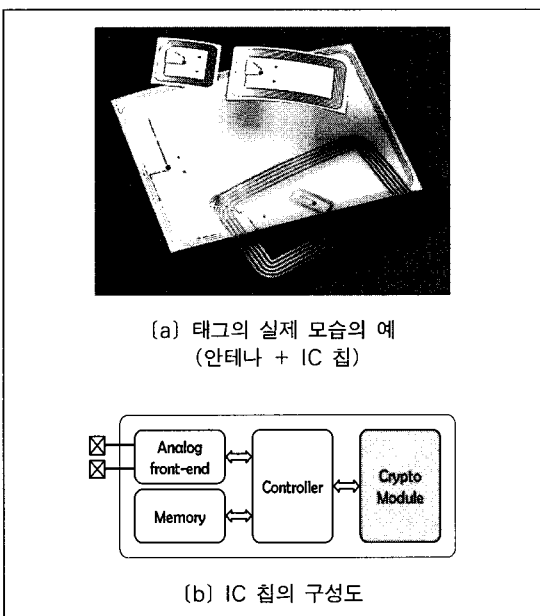 (a) 태그의 실제 모습의 예
(안테나 + IC 칩)
Analog
front-end
Memory
Controller
Crypto
Module
(b) IC 칩의 구성도